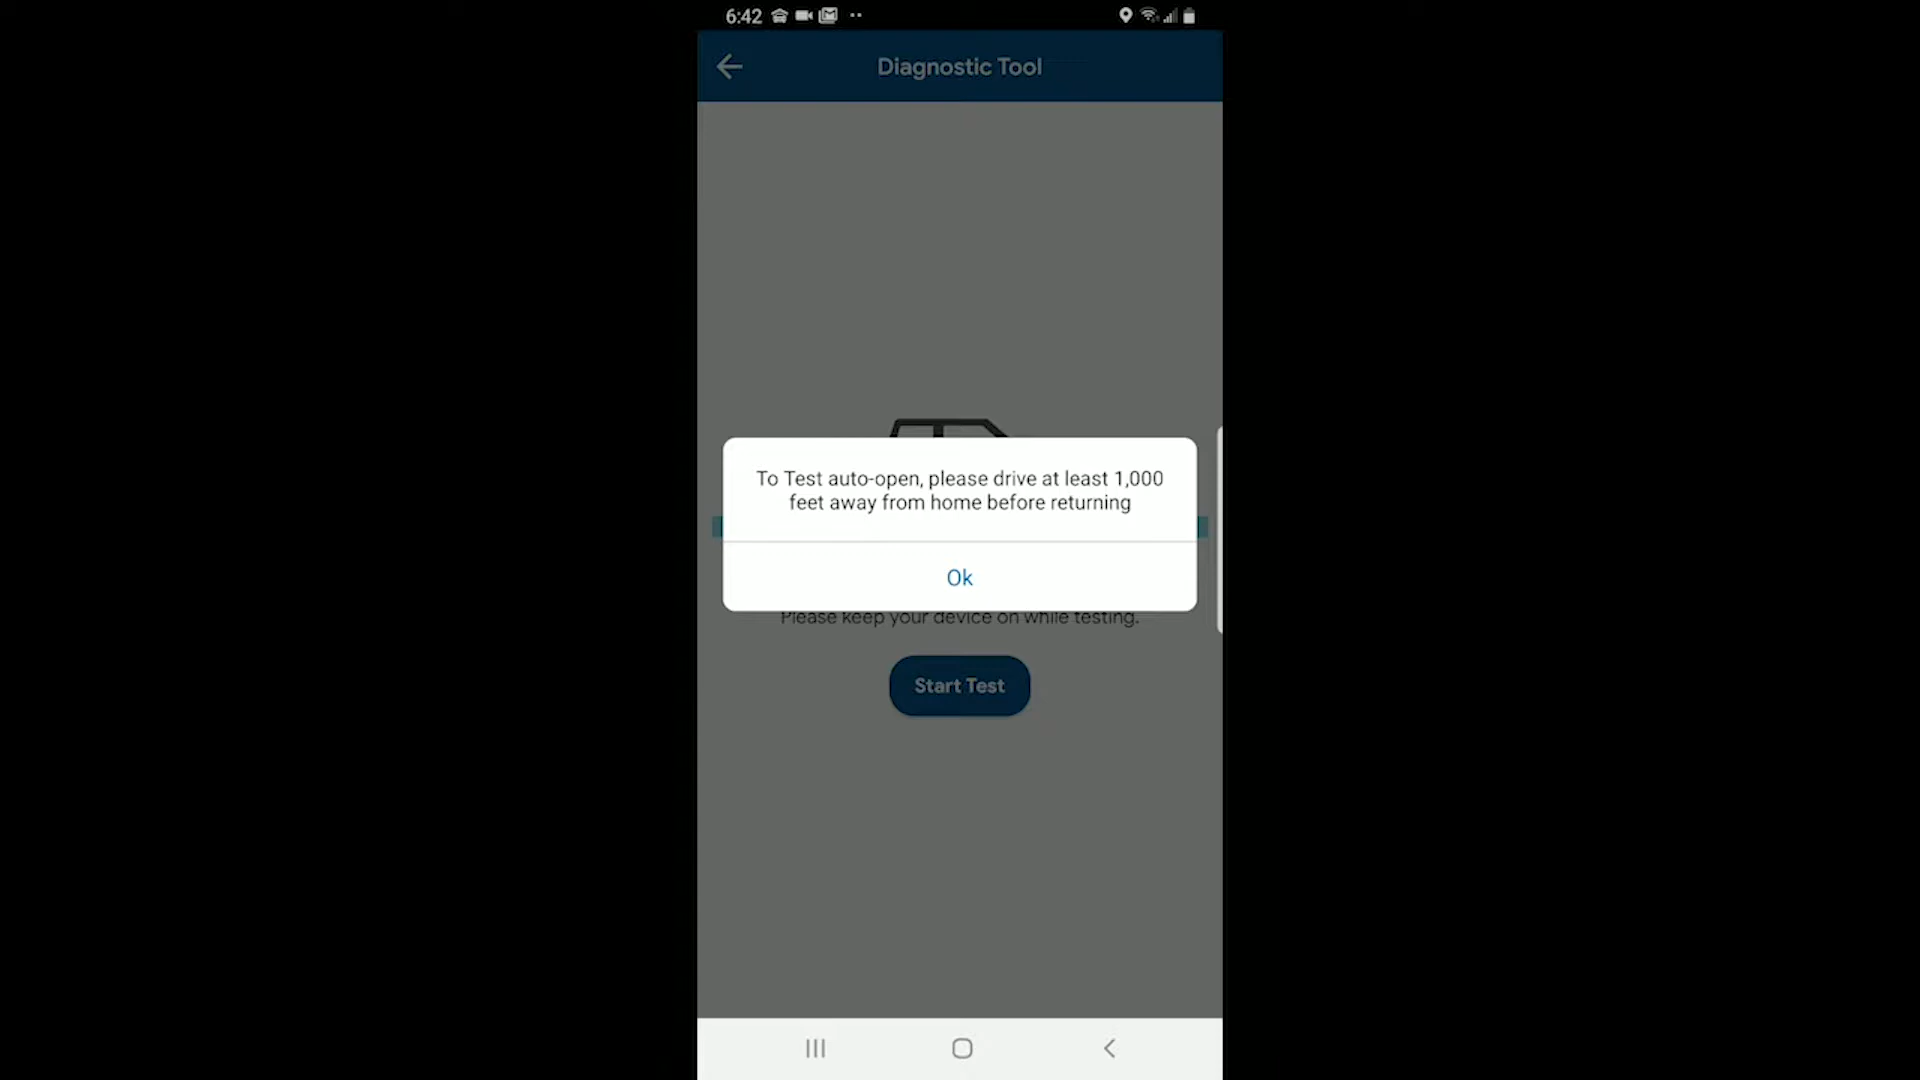 6:42
Diagnostic Tool
To Test auto-open, please drive at least 1,000
feet away from home before returning
Ok
Please keep your device on while testing.
Start Test